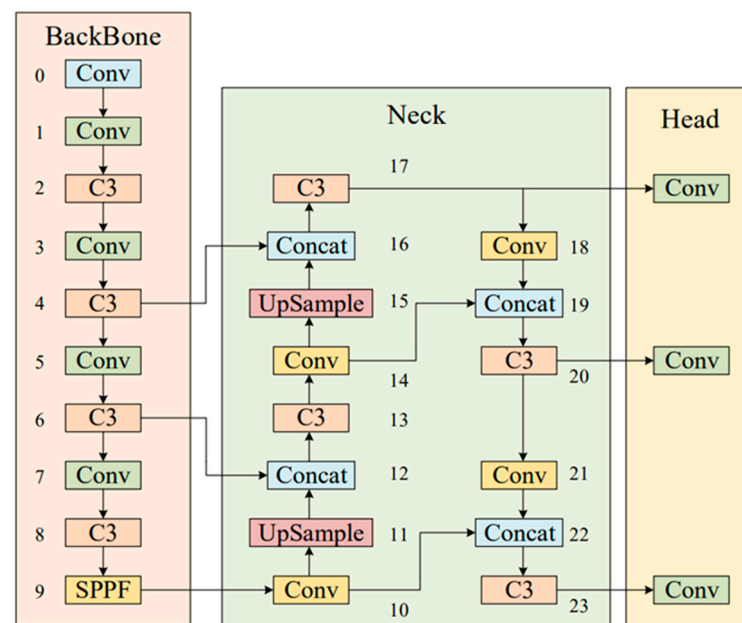 BackBone
0 Conv
1 Conv
2 C3
3 Conv
4 C3
5 Conv
6 C3
7 Conv
8 C3
9 SPPF
Neck
C3 17
Concat 16
UpSample 15
Conv 14
C3 13
Concat 12
UpSample 11
Conv 10
Conv 18
Concat 19
C3 20
Conv 21
Concat 22
C3 23
Head
Conv
Conv
Conv